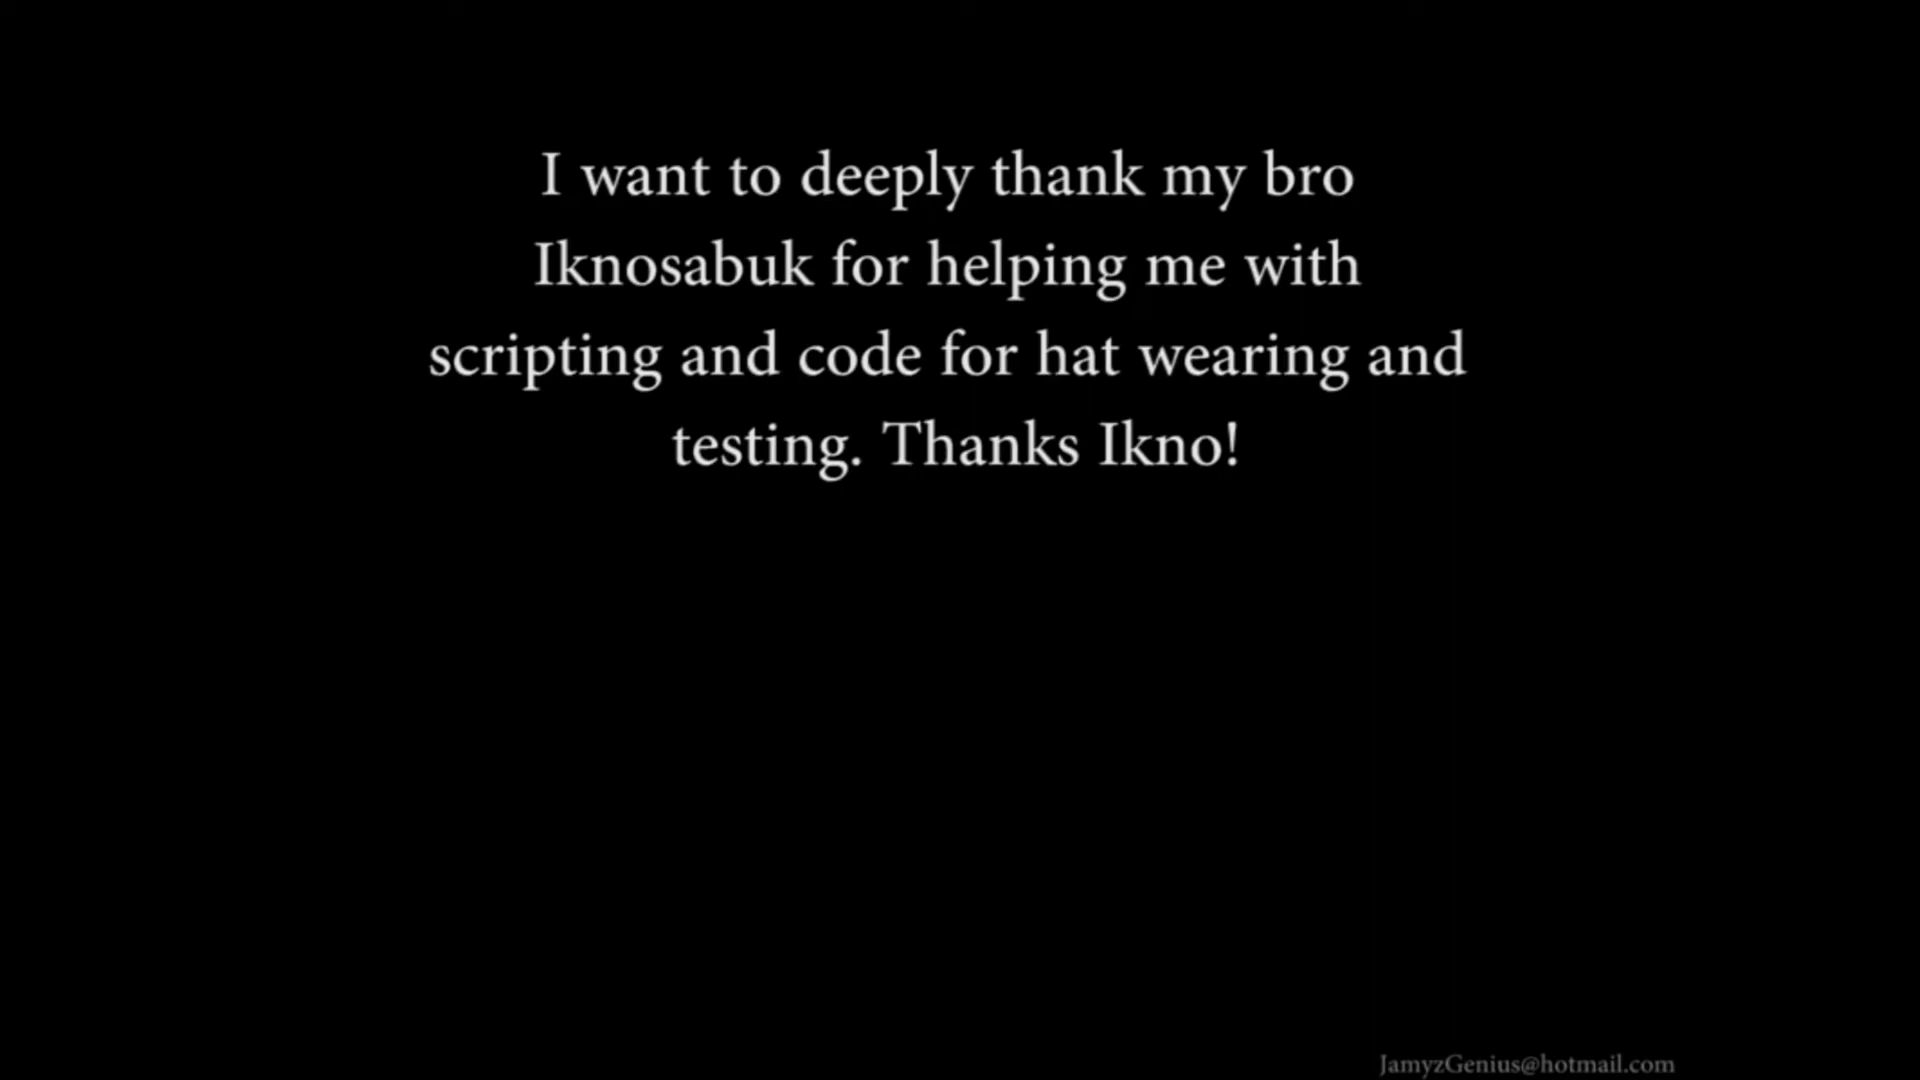 I want to deeply thank my bro
Iknosabuk for helping me with
scripting and code for hat wearing and
testing. Thanks Ikno!
JamyzGenius@hotmail.com